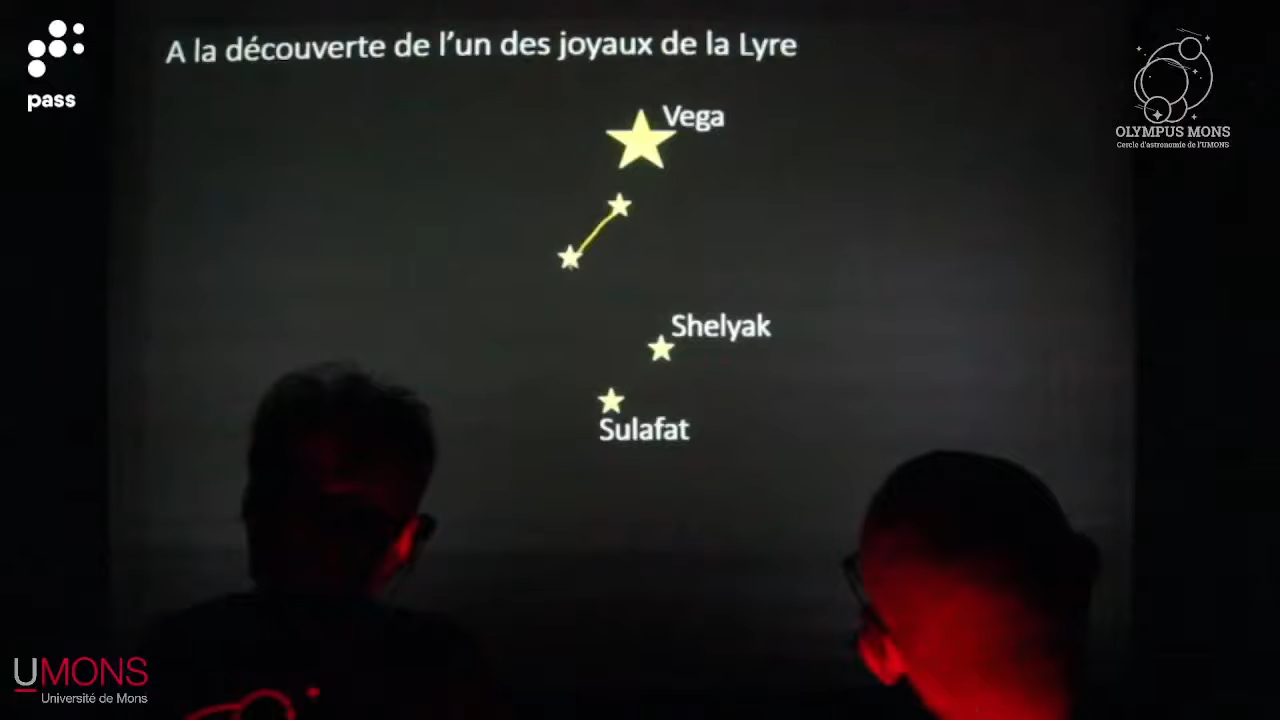 pass
A la découverte de l'un des joyaux de la Lyre
OLYMPUS MONS
Cercle d'astronomie de l'UMONS
Vega
Shelyak
Sulafat
UMONS
Université de Mons